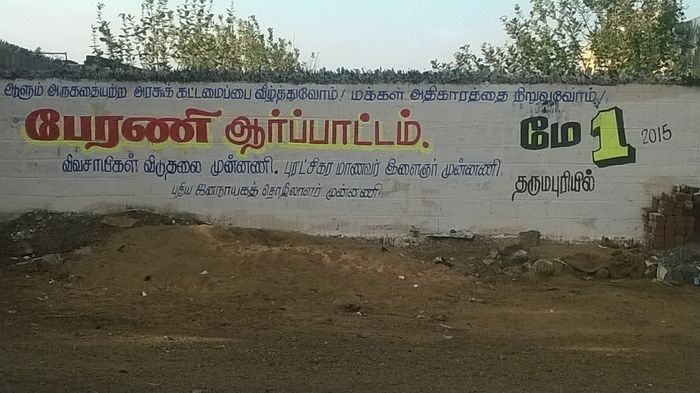 ஆளும் அருகதையற்ற அரசுக் கட்டமைப்பை வீழ்த்துவோம்! மக்கள் அதிகாரத்தை நிறுவுவோம்!
பேரணி ஆர்ப்பாட்டம்.
மே 1 2015
விவசாயிகள் விடுதலை முன்னணி. புரட்சிகர மாணவர் இளைஞர் முன்னணி
தருமபுரியில்
புதிய ஜனநாயகத் தொழிலாளர் முன்னணி